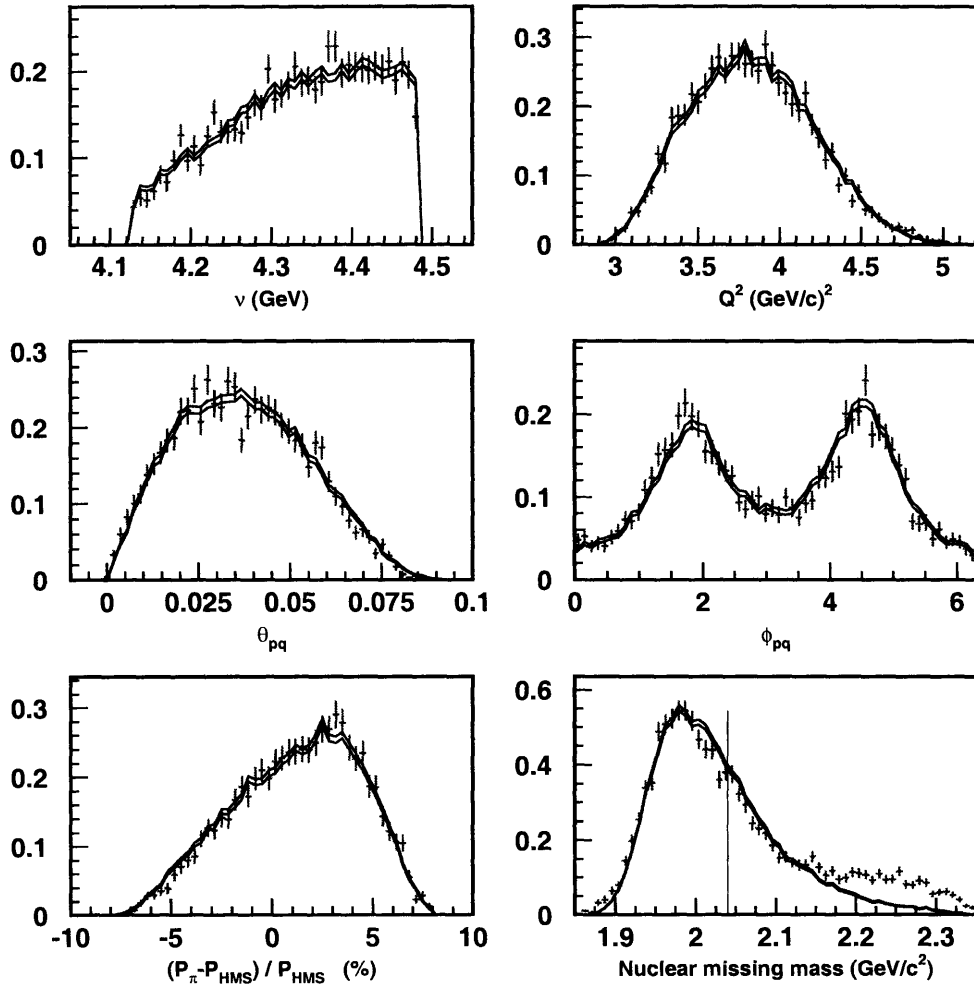 0.2
0.1
0
4.1 4.2 4.3 4.4 4.5
ν (GeV)
0.3
0.2
0.1
0
3 3.5 4 4.5 5
Q² (GeV/c)²
0.3
0.2
0.1
0
0 0.025 0.05 0.075 0.1
θpq
0.2
0.1
0
0 2 4 6
ϕpq
0.3
0.2
0.1
0
-10 -5 0 5 10
(Pπ-PHMS) / PHMS (%)
0.6
0.4
0.2
0
1.9 2 2.1 2.2 2.3
Nuclear missing mass (GeV/c²)